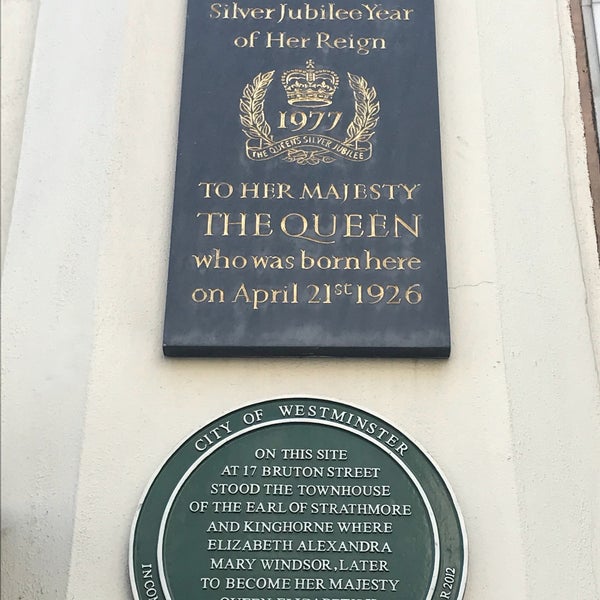 Silver Jubilee Year
of Her Reign
1977
THE QUEEN'S SILVER JUBILEE
TO HER MAJESTY
THE QUEEN
who was born here
on April 21st 1926
CITY OF WESTMINSTER
ON THIS SITE
AT 17 BRUTON STREET
STOOD THE TOWNHOUSE
OF THE EARL OF STRATHMORE
AND KINGHORNE WHERE
ELIZABETH ALEXANDRA
MARY WINDSOR, LATER
TO BECOME HER MAJESTY
2012